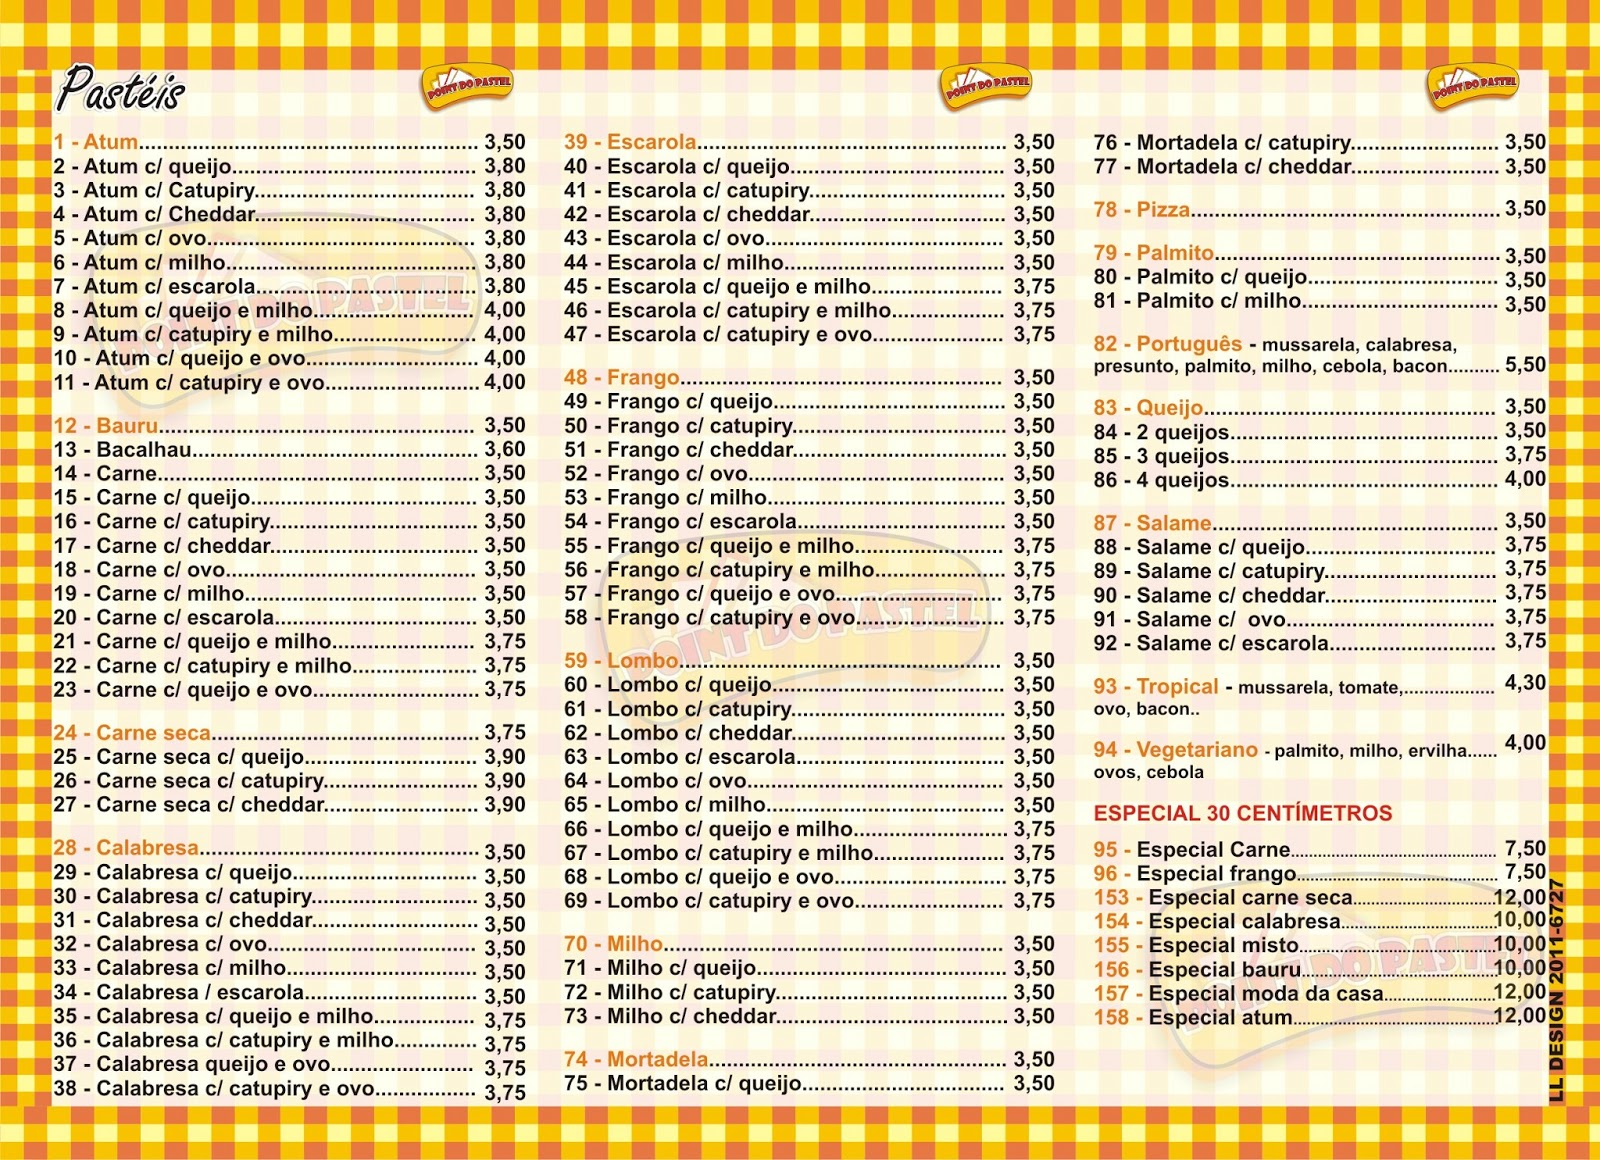 Pastéis
POINT DO PASTEL
POINT DO PASTEL
POINT DO PASTEL
1 - Atum 3,50
2 - Atum c/ queijo 3,80
3 - Atum c/ Catupiry 3,80
4 - Atum c/ Cheddar 3,80
5 - Atum c/ ovo 3,80
6 - Atum c/ milho 3,80
7 - Atum c/ escarola 3,80
8 - Atum c/ queijo e milho 4,00
9 - Atum c/ catupiry e milho 4,00
10 - Atum c/ queijo e ovo 4,00
11 - Atum c/ catupiry e ovo 4,00
12 - Bauru 3,50
13 - Bacalhau 3,60
14 - Carne 3,50
15 - Carne c/ queijo 3,50
16 - Carne c/ catupiry 3,50
17 - Carne c/ cheddar 3,50
18 - Carne c/ ovo 3,50
19 - Carne c/ milho 3,50
20 - Carne c/ escarola 3,50
21 - Carne c/ queijo e milho 3,75
22 - Carne c/ catupiry e milho 3,75
23 - Carne c/ queijo e ovo 3,75
24 - Carne seca 3,75
25 - Carne seca c/ queijo 3,90
26 - Carne seca c/ catupiry 3,90
27 - Carne seca c/ cheddar 3,90
28 - Calabresa 3,50
29 - Calabresa c/ queijo 3,50
30 - Calabresa c/ catupiry 3,50
31 - Calabresa c/ cheddar 3,50
32 - Calabresa c/ ovo 3,50
33 - Calabresa c/ milho 3,50
34 - Calabresa / escarola 3,50
35 - Calabresa c/ queijo e milho 3,75
36 - Calabresa c/ catupiry e milho 3,75
37 - Calabresa queijo e ovo 3,75
38 - Calabresa c/ catupiry e ovo 3,75
39 - Escarola 3,50
40 - Escarola c/ queijo 3,50
41 - Escarola c/ catupiry 3,50
42 - Escarola c/ cheddar 3,50
43 - Escarola c/ ovo 3,50
44 - Escarola c/ milho 3,50
45 - Escarola c/ queijo e milho 3,75
46 - Escarola c/ catupiry e milho 3,75
47 - Escarola c/ catupiry e ovo 3,75
48 - Frango 3,50
49 - Frango c/ queijo 3,50
50 - Frango c/ catupiry 3,50
51 - Frango c/ cheddar 3,50
52 - Frango c/ ovo 3,50
53 - Frango c/ milho 3,50
54 - Frango c/ escarola 3,50
55 - Frango c/ queijo e milho 3,75
56 - Frango c/ catupiry e milho 3,75
57 - Frango c/ queijo e ovo 3,75
58 - Frango c/ catupiry e ovo 3,75
59 - Lombo 3,50
60 - Lombo c/ queijo 3,50
61 - Lombo c/ catupiry 3,50
62 - Lombo c/ cheddar 3,50
63 - Lombo c/ escarola 3,50
64 - Lombo c/ ovo 3,50
65 - Lombo c/ milho 3,50
66 - Lombo c/ queijo e milho 3,75
67 - Lombo c/ catupiry e milho 3,75
68 - Lombo c/ queijo e ovo 3,75
69 - Lombo c/ catupiry e ovo 3,75
70 - Milho 3,50
71 - Milho c/ queijo 3,50
72 - Milho c/ catupiry 3,50
73 - Milho c/ cheddar 3,50
74 - Mortadela 3,50
75 - Mortadela c/ queijo 3,50
76 - Mortadela c/ catupiry 3,50
77 - Mortadela c/ cheddar 3,50
78 - Pizza 3,50
79 - Palmito 3,50
80 - Palmito c/ queijo 3,50
81 - Palmito c/ milho 3,50
82 - Português - mussarela, calabresa,
presunto, palmito, milho, cebola, bacon 5,50
83 - Queijo 3,50
84 - 2 queijos 3,50
85 - 3 queijos 3,75
86 - 4 queijos 4,00
87 - Salame 3,50
88 - Salame c/ queijo 3,75
89 - Salame c/ catupiry 3,75
90 - Salame c/ cheddar 3,75
91 - Salame c/ ovo 3,75
92 - Salame c/ escarola 3,75
93 - Tropical - mussarela, tomate, 4,30
ovo, bacon..
94 - Vegetariano - palmito, milho, ervilha 4,00
ovos, cebola
ESPECIAL 30 CENTÍMETROS
95 - Especial Carne 7,50
96 - Especial frango 7,50
153 - Especial carne seca 12,00
154 - Especial calabresa 10,00
155 - Especial misto 10,00
156 - Especial bauru 10,00
157 - Especial moda da casa 12,00
158 - Especial atum 12,00
LL DESIGN 2011-6727
POINT DO PASTEL
POINT DO PASTEL
POINT DO PASTEL